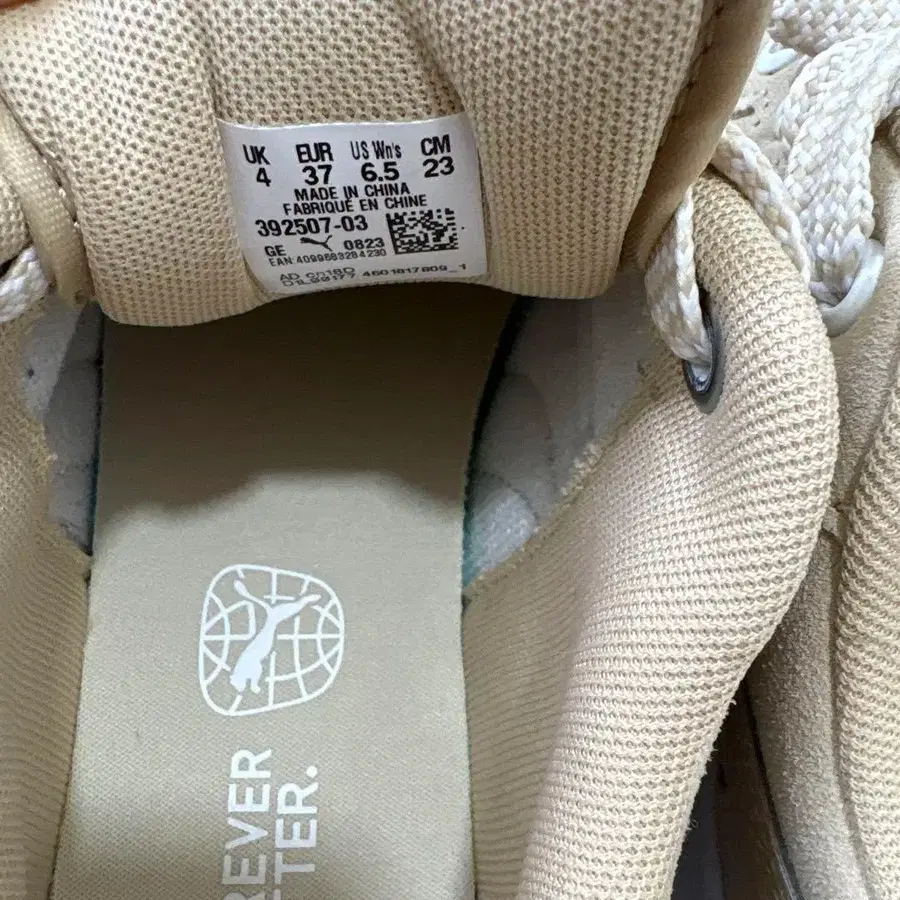 UK EUR US Wn's CM
4 37 6.5 23
MADE IN CHINA
FABRIQUÉ EN CHINE
392507-03
GE 0823
EAN:4099683284230
REVER
TER.